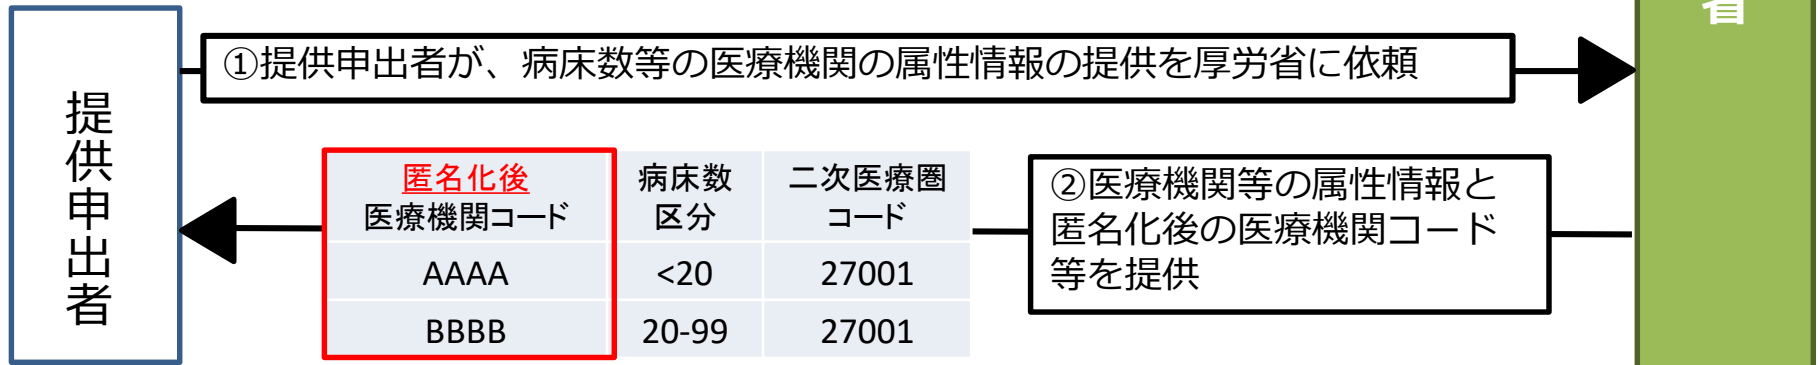 省
①提供申出者が、病床数等の医療機関の属性情報の提供を厚労省に依頼
提供申出者
匿名化後
医療機関コード
病床数
区分
二次医療圏
コード
AAAA
<20
27001
BBBB
20-99
27001
②医療機関等の属性情報と
匿名化後の医療機関コード
等を提供